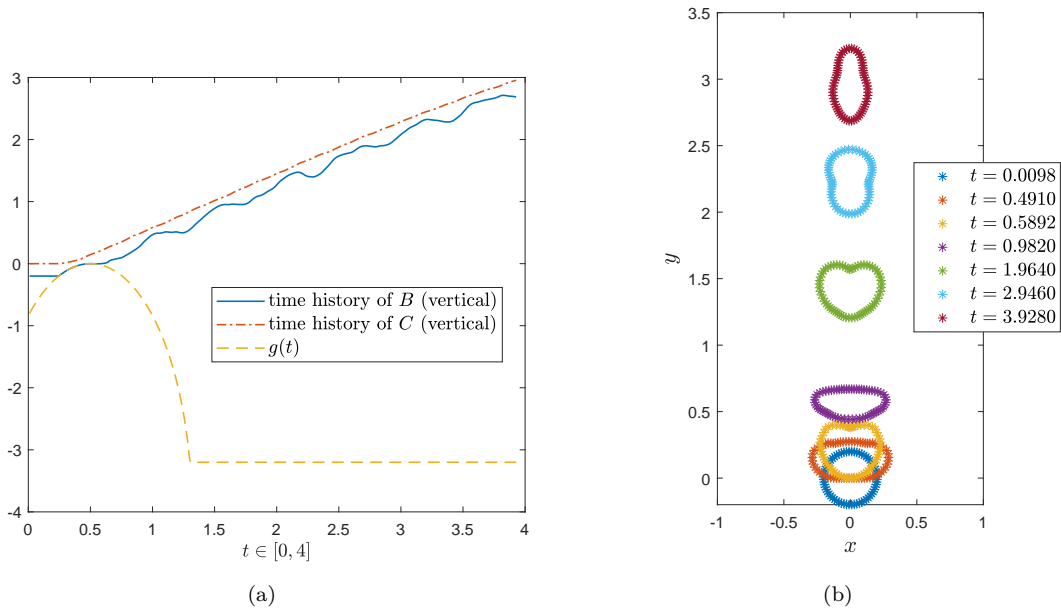 3
2
1
0
-1
-2
-3
-4
0 0.5 1 1.5 2 2.5 3 3.5 4
t ∈ [0, 4]
time history of B (vertical)
time history of C (vertical)
g(t)
(a)
3.5
3
2.5
2
1.5
1
0.5
0
-1 -0.5 0 0.5 1
x
y
t = 0.0098
t = 0.4910
t = 0.5892
t = 0.9820
t = 1.9640
t = 2.9460
t = 3.9280
(b)